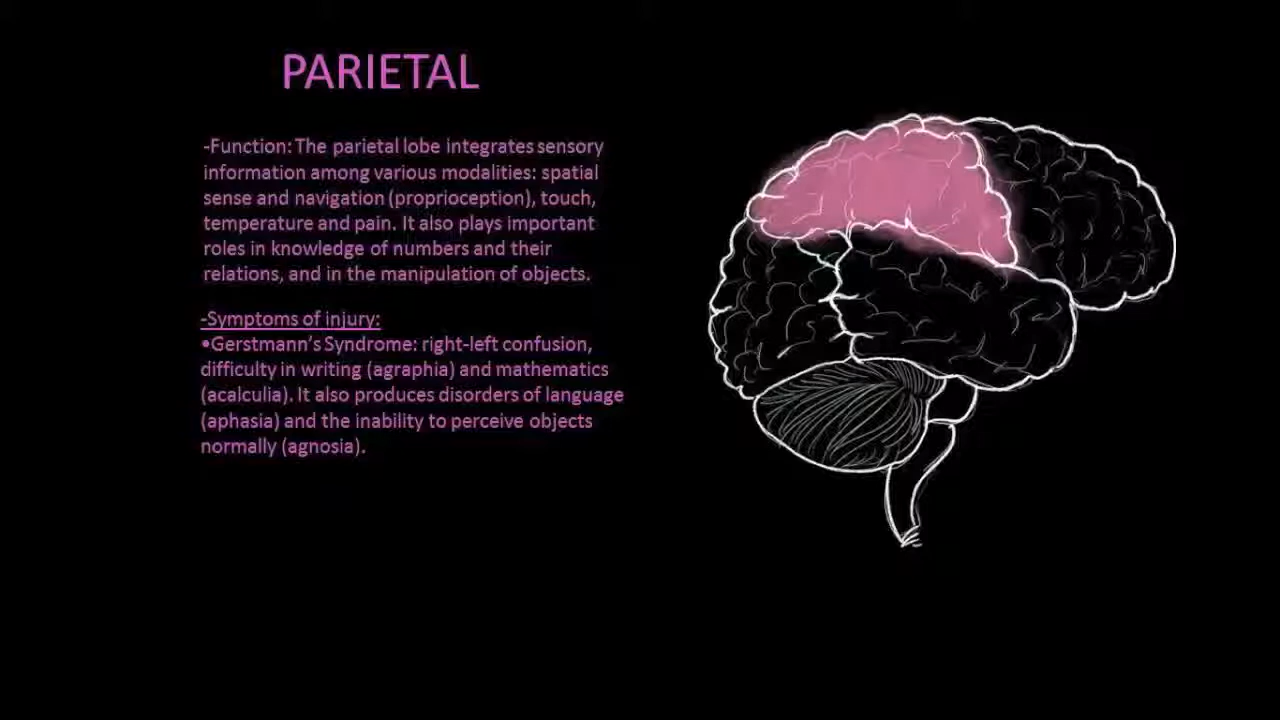 PARIETAL
-Function: The parietal lobe integrates sensory
information among various modalities: spatial
sense and navigation (proprioception), touch,
temperature and pain. It also plays important
roles in knowledge of numbers and their
relations, and in the manipulation of objects.
-Symptoms of injury:
•Gerstmann’s Syndrome: right-left confusion,
difficulty in writing (agraphia) and mathematics
(acalculia). It also produces disorders of language
(aphasia) and the inability to perceive objects
normally (agnosia).